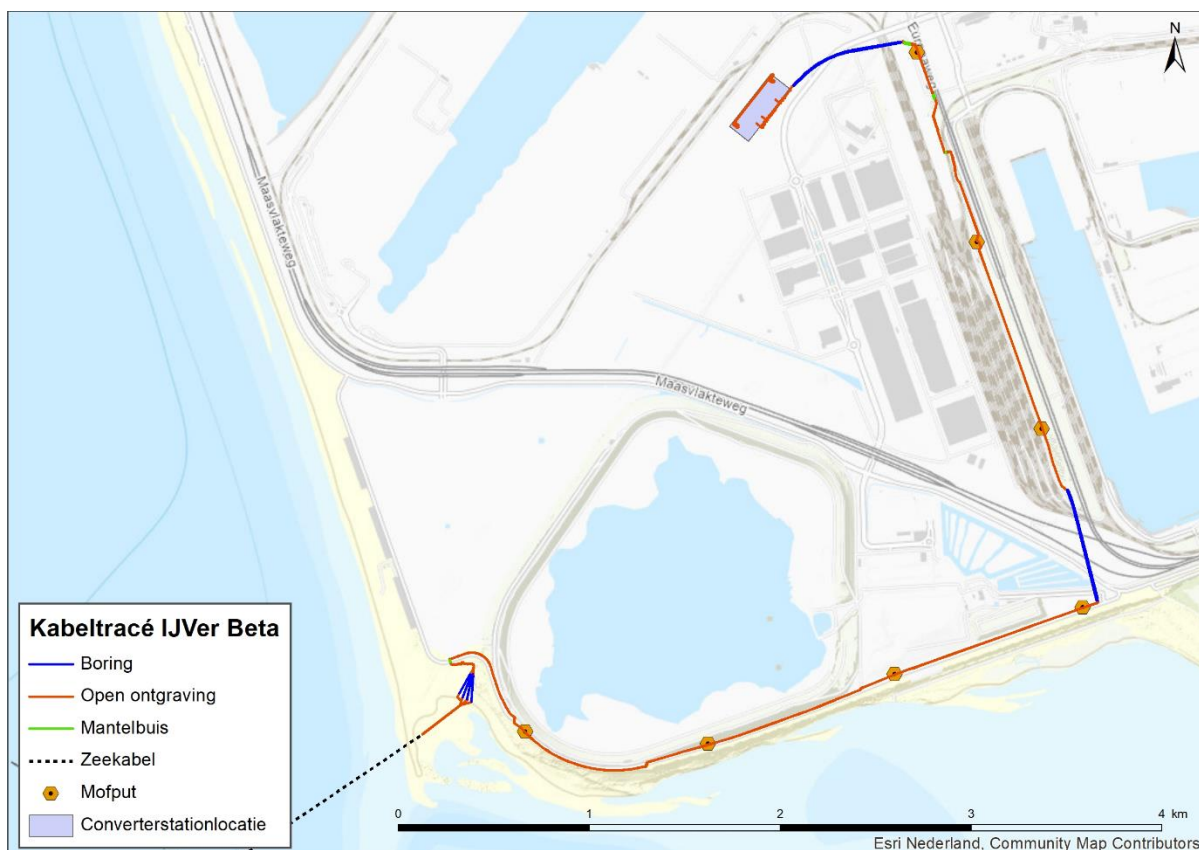 Europaweg
N
Maasvlakteweg
Maasvlakteweg
Kabeltracé IJVer Beta
Boring
Open ontgraving
Mantelbuis
Zeekabel
Mofput
Converterstationlocatie
0 1 2 3 4 km
Esri Nederland, Community Map Contributors